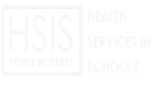 HSIS
YOUTH WORKERS
HEALTH
SERVICES IN
SCHOOLS